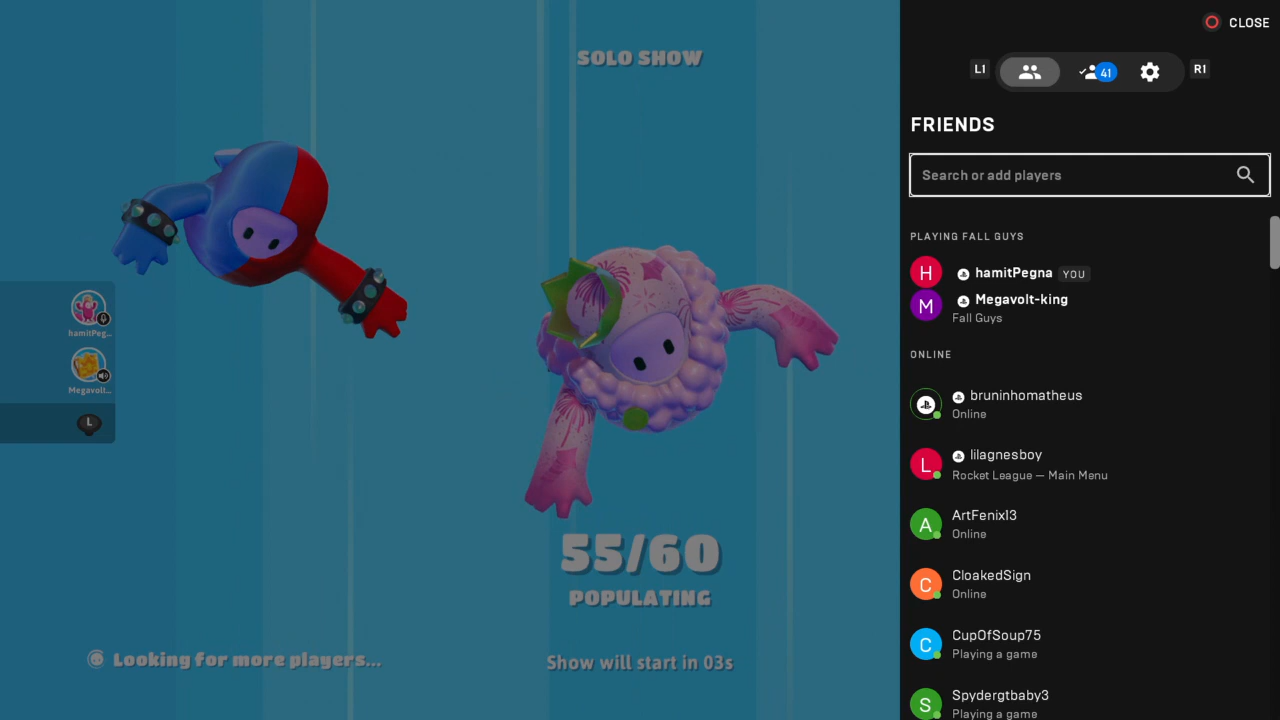 SOLO SHOW
CLOSE
L1
41
R1
FRIENDS
Search or add players
PLAYING FALL GUYS
H
hamitPegna YOU
M
Megavolt-king
Fall Guys
hamitPeg...
Megavolt...
L
ONLINE
bruninhomatheus
Online
L
lilagnesboy
Rocket League — Main Menu
A
ArtFenix13
Online
C
CloakedSign
Online
C
CupOfSoup75
Playing a game
S
Spydergtbaby3
Playing a game
55/60
POPULATING
Looking for more players...
Show will start in 03s